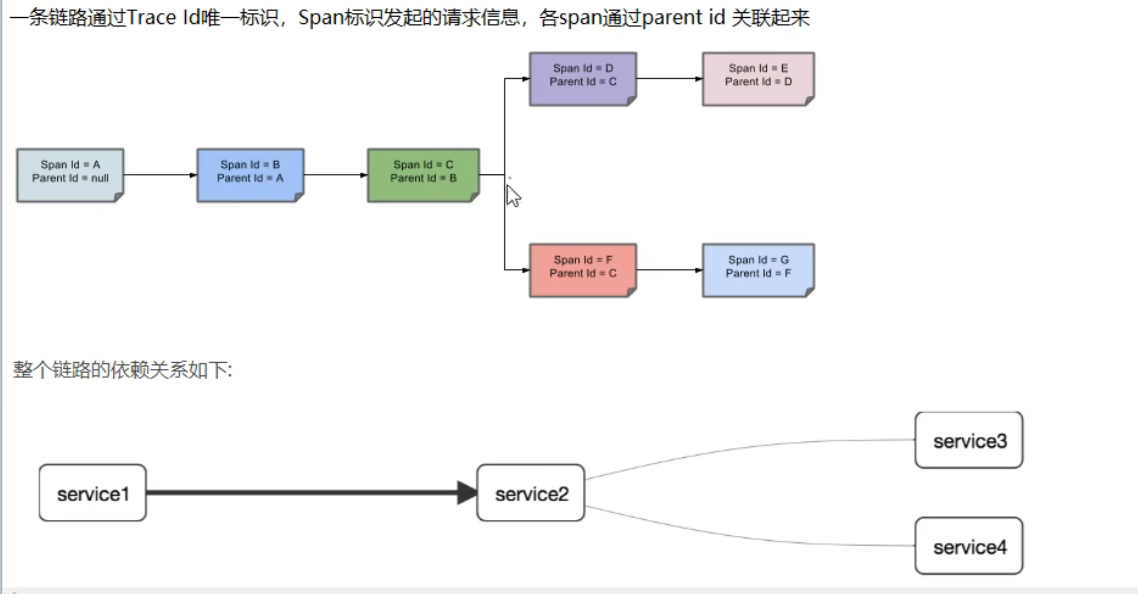 一条链路通过Trace Id唯一标识，Span标识发起的请求信息，各span通过parent id 关联起来
Span Id = D
Parent Id = C
Span Id = E
Parent Id = D
Span Id = A
Parent Id = null
Span Id = B
Parent Id = A
Span Id = C
Parent Id = B
Span Id = F
Parent Id = C
Span Id = G
Parent Id = F
整个链路的依赖关系如下:
service3
service1
service2
service4